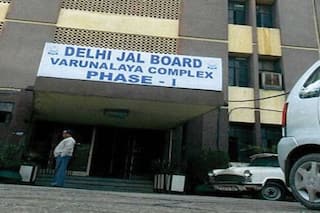 DELHI JAL BOARD
VARUNALAYA COMPLEX
PHASE - I